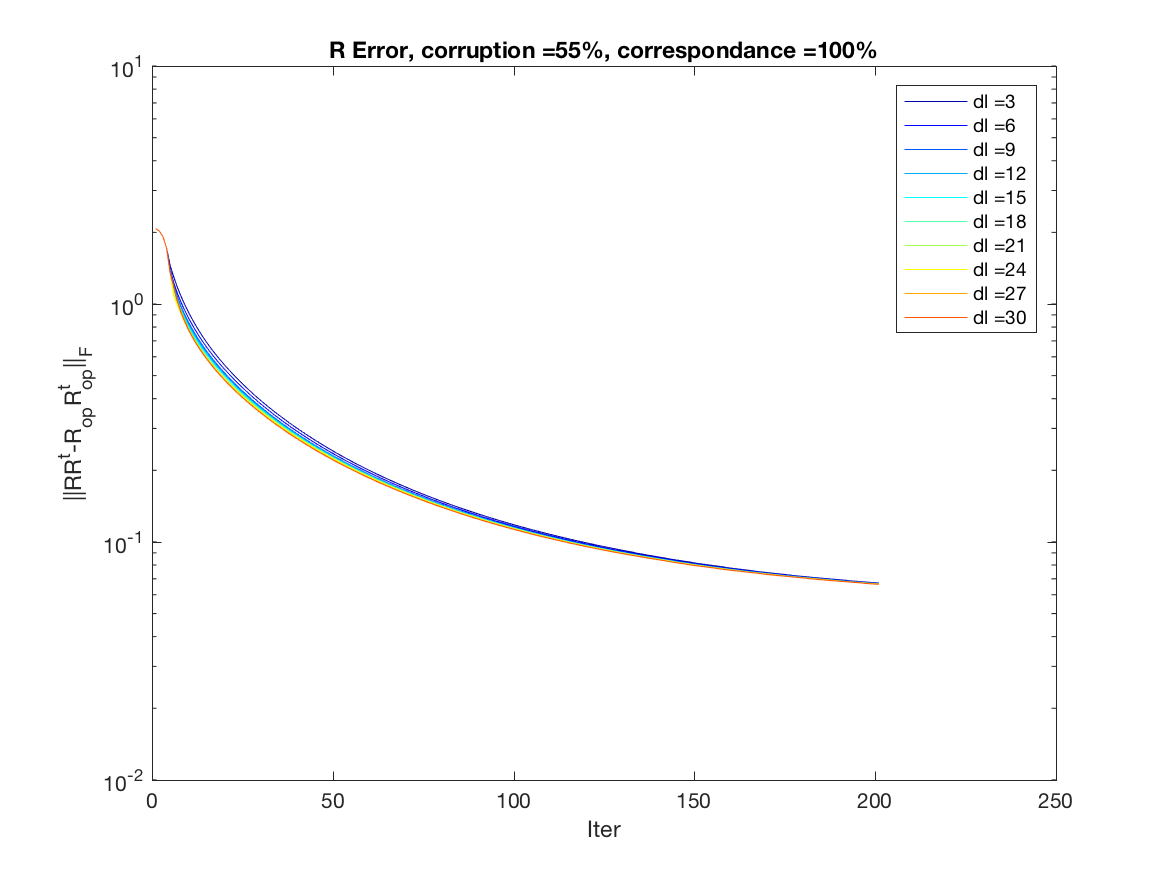 R Error, corruption =55%, correspondance =100%
10^1
10^0
10^-1
10^-2
||RR^t-R_op R_op^t||_F
dl =3
dl =6
dl =9
dl =12
dl =15
dl =18
dl =21
dl =24
dl =27
dl =30
0 50 100 150 200 250
Iter